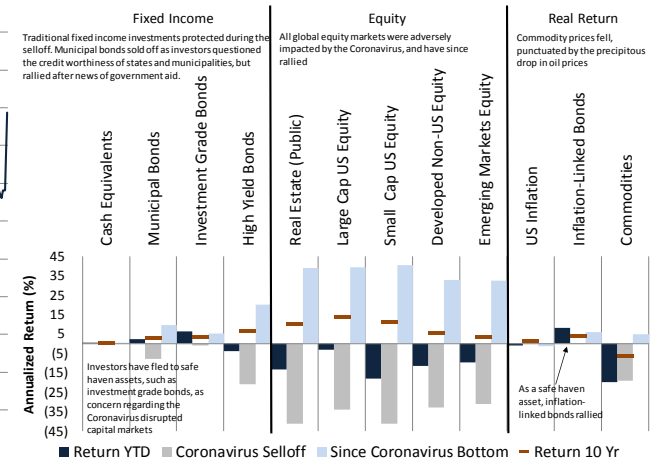 Fixed Income
Traditional fixed income investments protected during the
selloff. Municipal bonds sold off as investors questioned
the credit worthiness of states and municipalities, but
rallied after news of government aid.
Equity
All global equity markets were adversely
impacted by the Coronavirus, and have since
rallied
Real Return
Commodity prices fell,
punctuated by the precipitous
drop in oil prices
Cash Equivalents
Municipal Bonds
Investment Grade Bonds
High Yield Bonds
Real Estate (Public)
Large Cap US Equity
Small Cap US Equity
Developed Non-US Equity
Emerging Markets Equity
US Inflation
Inflation-Linked Bonds
Commodities
Annualized Return (%)
45
35
25
15
5
(5)
(15)
(25)
(35)
(45)
Investors have fled to safe
haven assets, such as
investment grade bonds, as
concern regarding the
Coronavirus disrupted
capital markets
As a safe haven
asset, inflation-
linked bonds rallied
Return YTD
Coronavirus Selloff
Since Coronavirus Bottom
Return 10 Yr